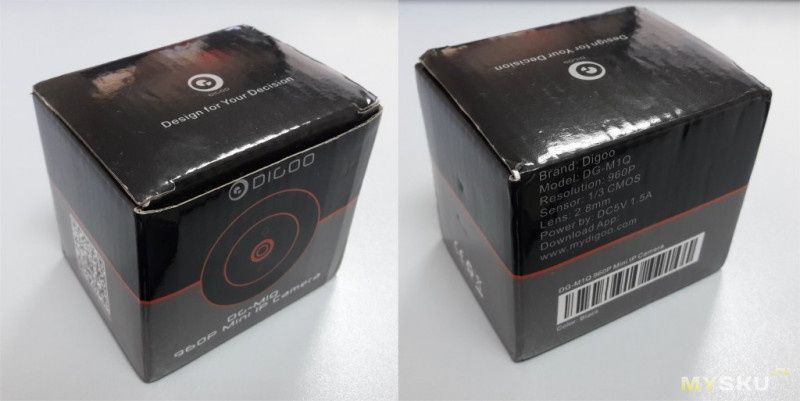 DIGOO
Design for Your Decision
DIGOO
DG-M1Q
960P Mini IP Camera
Design for Your Decision
DIGOO
Brand: Digoo
Model: DG-M1Q
Resolution: 960P
Sensor: 1/3 CMOS
Lens: 2.8mm
Power by: DC5V 1.5A
Download App:
www.mydigoo.com
DG-M1Q 960P Mini IP Camera
Color: Black
MYSKU